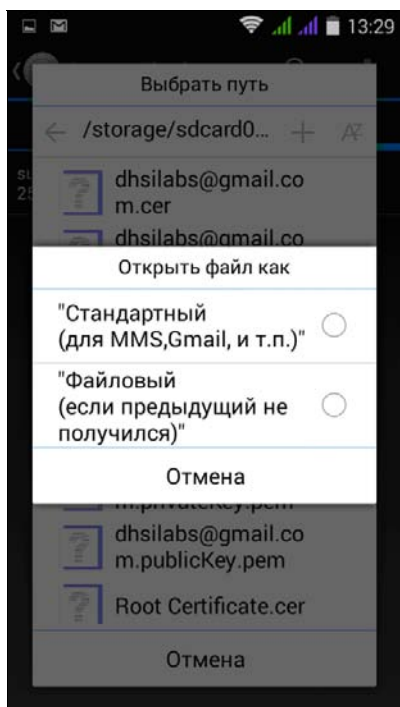 13:29
Выбрать путь
/storage/sdcard0...
dhsilabs@gmail.co
m.cer
dhsilabs@gmail.co
Открыть файл как
"Стандартный
(для MMS,Gmail, и т.п.)"
"Файловый
(если предыдущий не
получился)"
Отмена
m.privateKey.pem
dhsilabs@gmail.co
m.publicKey.pem
Root Certificate.cer
Отмена